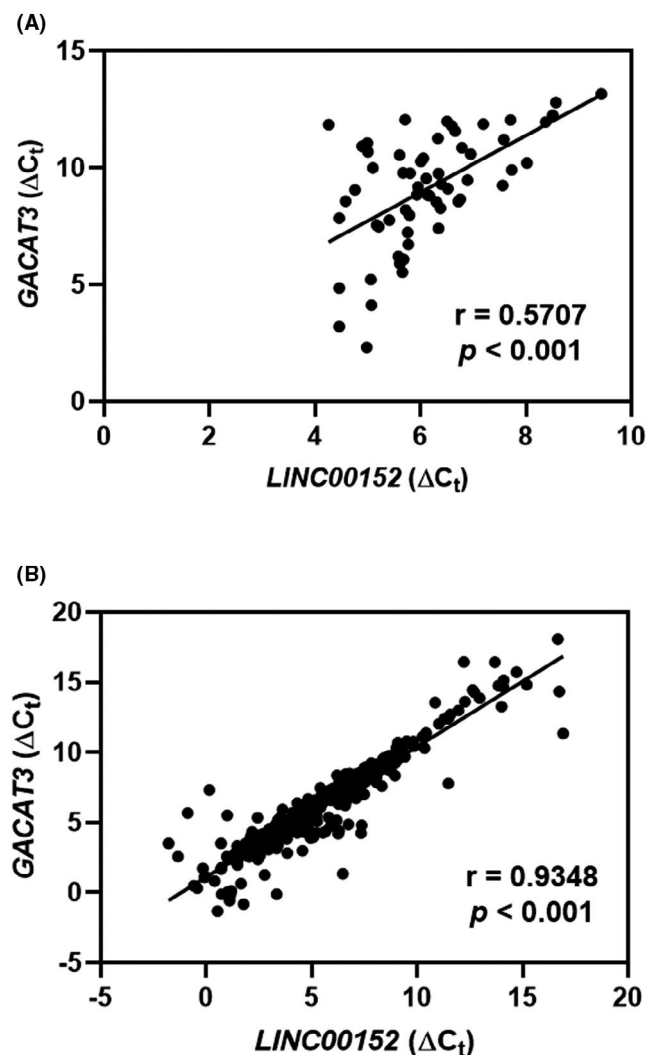 (A)
15
10
5
0
GACAT3 (ΔCt)
r = 0.5707
p < 0.001
0 2 4 6 8 10
LINC00152 (ΔCt)
(B)
20
15
10
5
0
-5
GACAT3 (ΔCt)
r = 0.9348
p < 0.001
-5 0 5 10 15 20
LINC00152 (ΔCt)